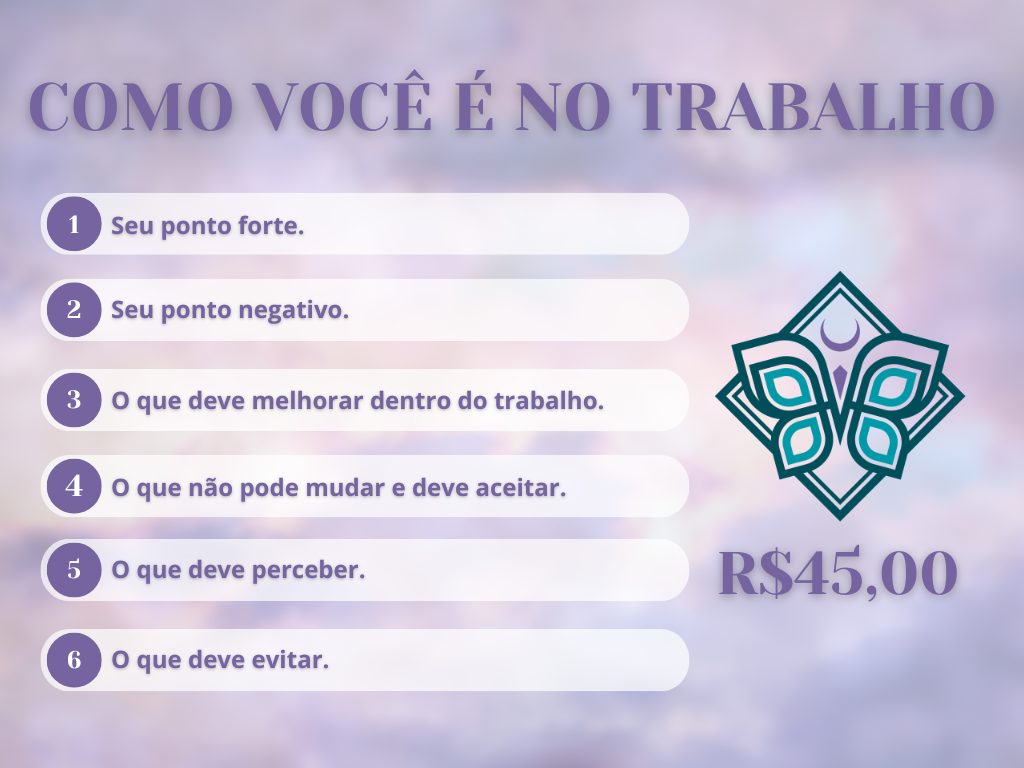 COMO VOCÊ É NO TRABALHO
1 Seu ponto forte.
2 Seu ponto negativo.
3 O que deve melhorar dentro do trabalho.
4 O que não pode mudar e deve aceitar.
5 O que deve perceber.
6 O que deve evitar.
R$45,00